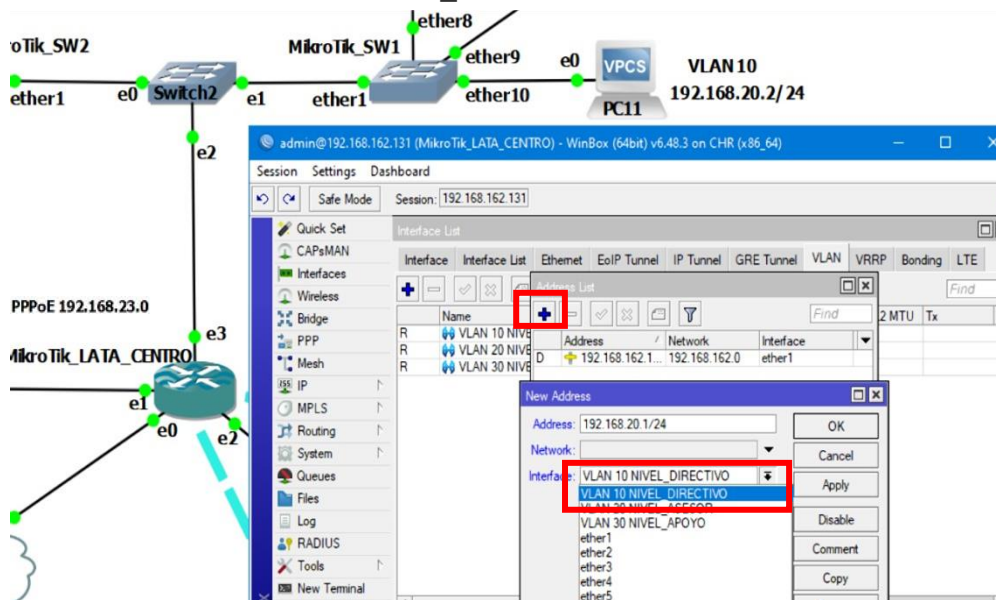 ether8
oTik_SW2
MikroTik_SW1
ether9
e0
VPCS
VLAN 10
ether1
e0
Switch2
e1
ether1
ether10
192.168.20.2/24
PC11
e2
admin@192.168.162.131 (MikroTik_LATA_CENTRO) - WinBox (64bit) v6.48.3 on CHR (x86_64)
Session Settings Dashboard
Safe Mode Session: 192.168.162.131
Quick Set
CAPsMAN
Interfaces
Wireless
Bridge
PPP
Mesh
IP
MPLS
Routing
System
Queues
Files
Log
RADIUS
Tools
New Terminal
PPPoE 192.168.23.0
e3
MikroTik_LATA_CENTRO
e1
e0
e2
Interface List
Interface Interface List Ethernet EoIP Tunnel IP Tunnel GRE Tunnel VLAN VRRP Bonding LTE
Find
Name
2 MTU Tx
R VLAN 10 NIVE
R VLAN 20 NIVE
R VLAN 30 NIVE
Address List
Find
Address / Network Interface
D 192.168.162.1... 192.168.162.0 ether1
New Address
Address: 192.168.20.1/24
Network:
Interface: VLAN 10 NIVEL_DIRECTIVO
VLAN 10 NIVEL_DIRECTIVO
VLAN 20 NIVEL_ASESOR
VLAN 30 NIVEL_APOYO
ether1
ether2
ether3
ether4
ether5
OK
Cancel
Apply
Disable
Comment
Copy